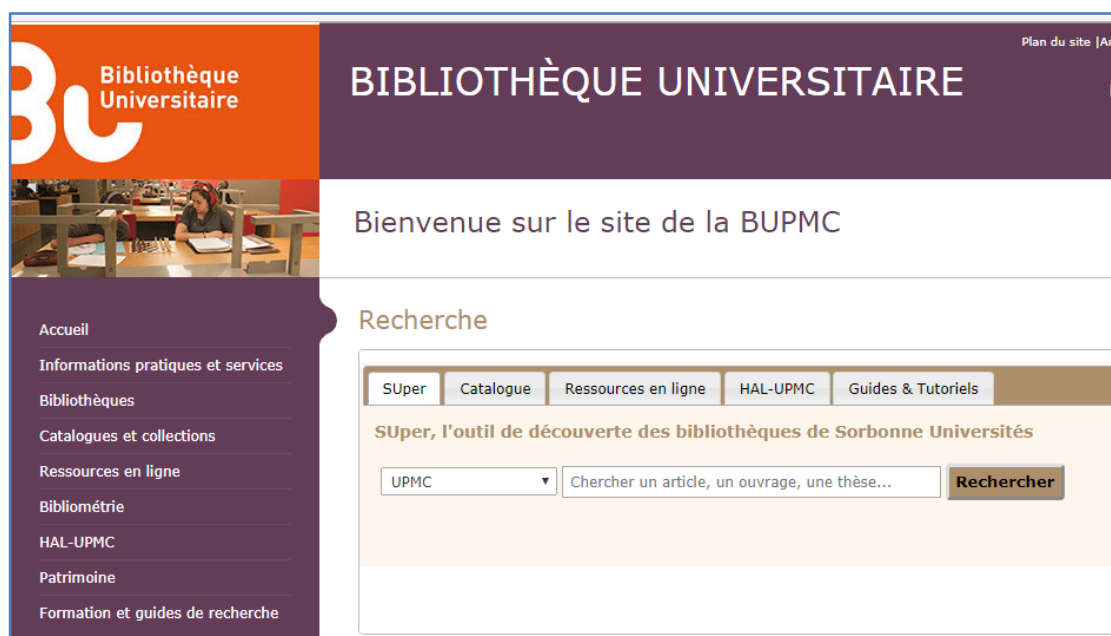 Plan du site |
Bibliothèque
Universitaire
BIBLIOTHÈQUE UNIVERSITAIRE
Bienvenue sur le site de la BUPMC
Accueil
Informations pratiques et services
Bibliothèques
Catalogues et collections
Ressources en ligne
Bibliométrie
HAL-UPMC
Patrimoine
Formation et guides de recherche
Recherche
SUper Catalogue Ressources en ligne HAL-UPMC Guides & Tutoriels
SUper, l'outil de découverte des bibliothèques de Sorbonne Universités
UPMC Chercher un article, un ouvrage, une thèse... Rechercher